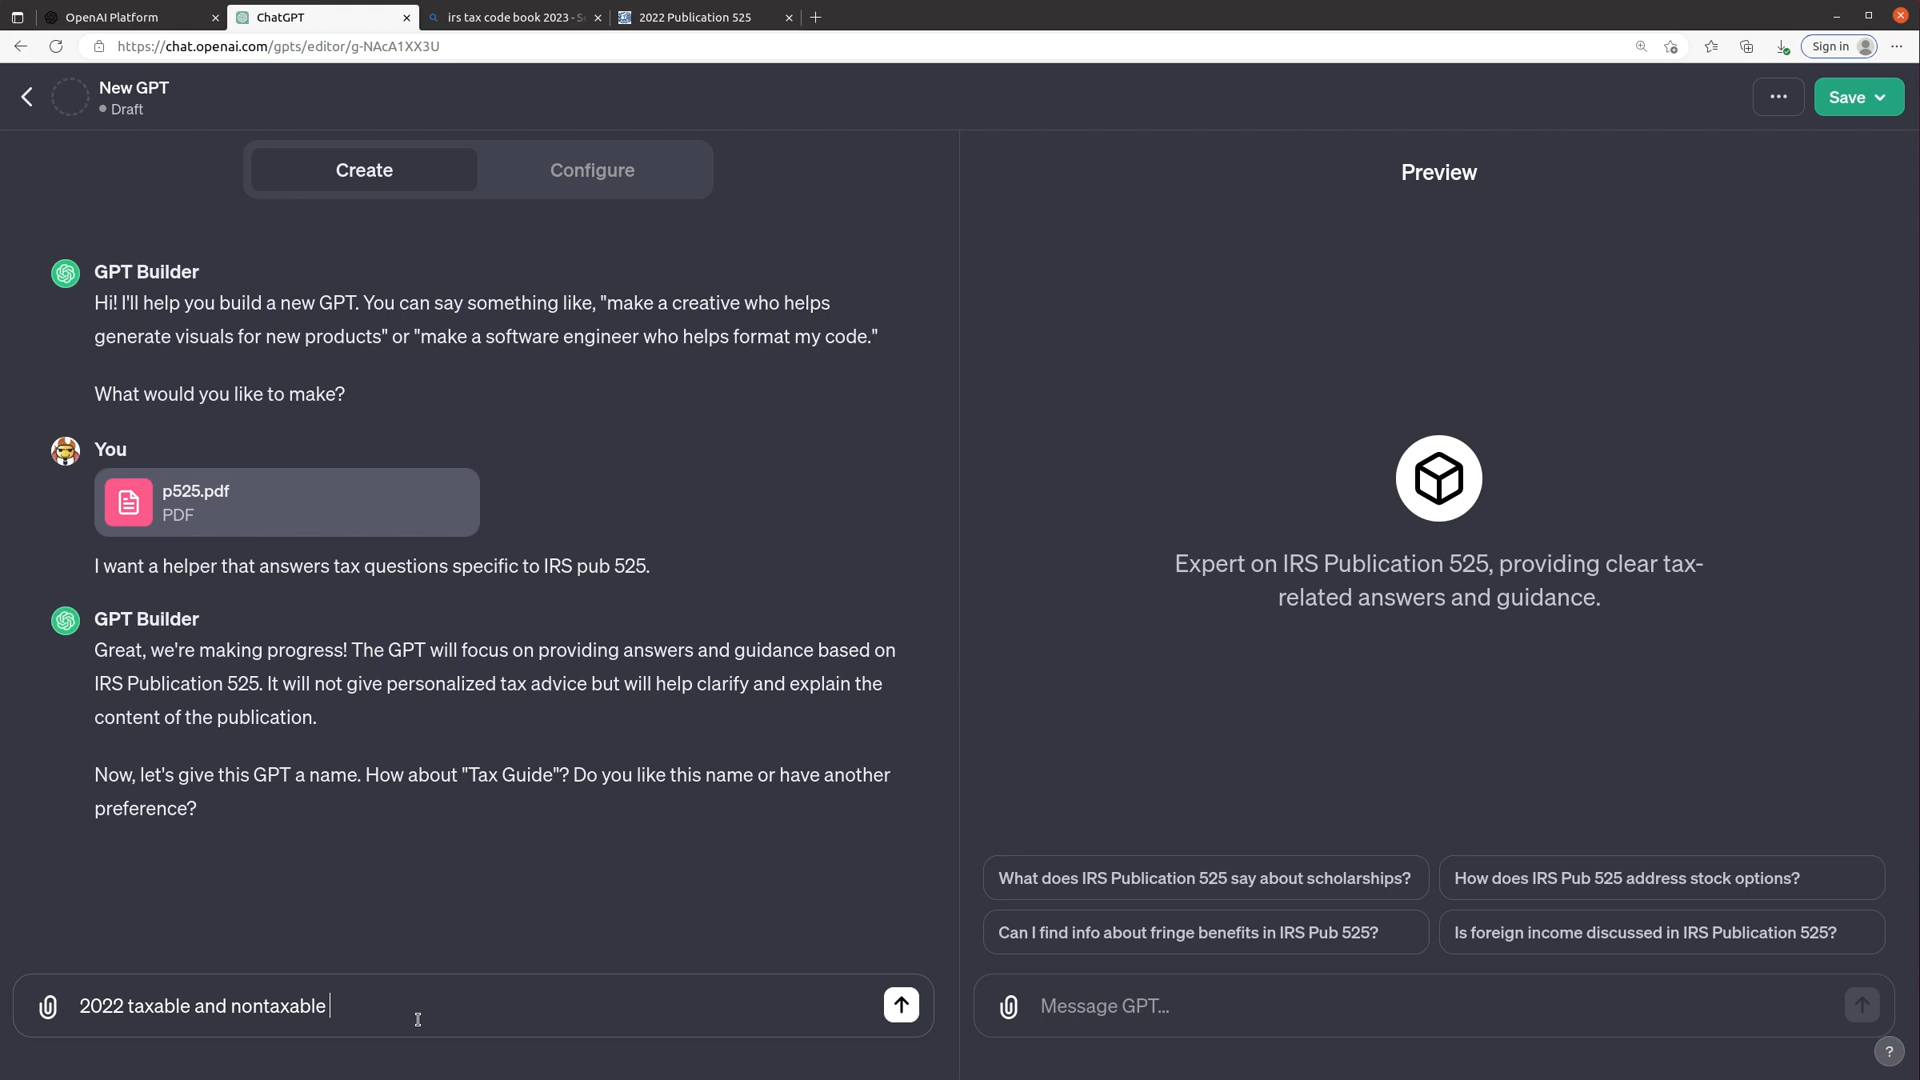 OpenAI Platform
ChatGPT
irs tax code book 2023 - S
2022 Publication 525
https://chat.openai.com/gpts/editor/g-NAcA1XX3U
Sign in
New GPT
Draft
Save
Create
Configure
GPT Builder
Hi! I'll help you build a new GPT. You can say something like, "make a creative who helps
generate visuals for new products" or "make a software engineer who helps format my code."
What would you like to make?
You
p525.pdf
PDF
I want a helper that answers tax questions specific to IRS pub 525.
GPT Builder
Great, we're making progress! The GPT will focus on providing answers and guidance based on
IRS Publication 525. It will not give personalized tax advice but will help clarify and explain the
content of the publication.
Now, let's give this GPT a name. How about "Tax Guide"? Do you like this name or have another
preference?
2022 taxable and nontaxable
Preview
Expert on IRS Publication 525, providing clear tax-
related answers and guidance.
What does IRS Publication 525 say about scholarships?
How does IRS Pub 525 address stock options?
Can I find info about fringe benefits in IRS Pub 525?
Is foreign income discussed in IRS Publication 525?
Message GPT...
?